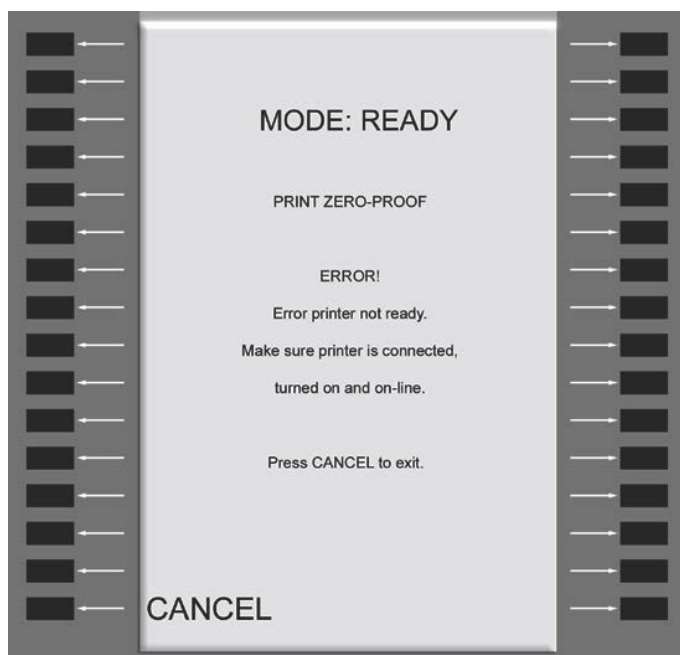 MODE: READY
PRINT ZERO-PROOF
ERROR!
Error printer not ready.
Make sure printer is connected,
turned on and on-line.
Press CANCEL to exit.
CANCEL